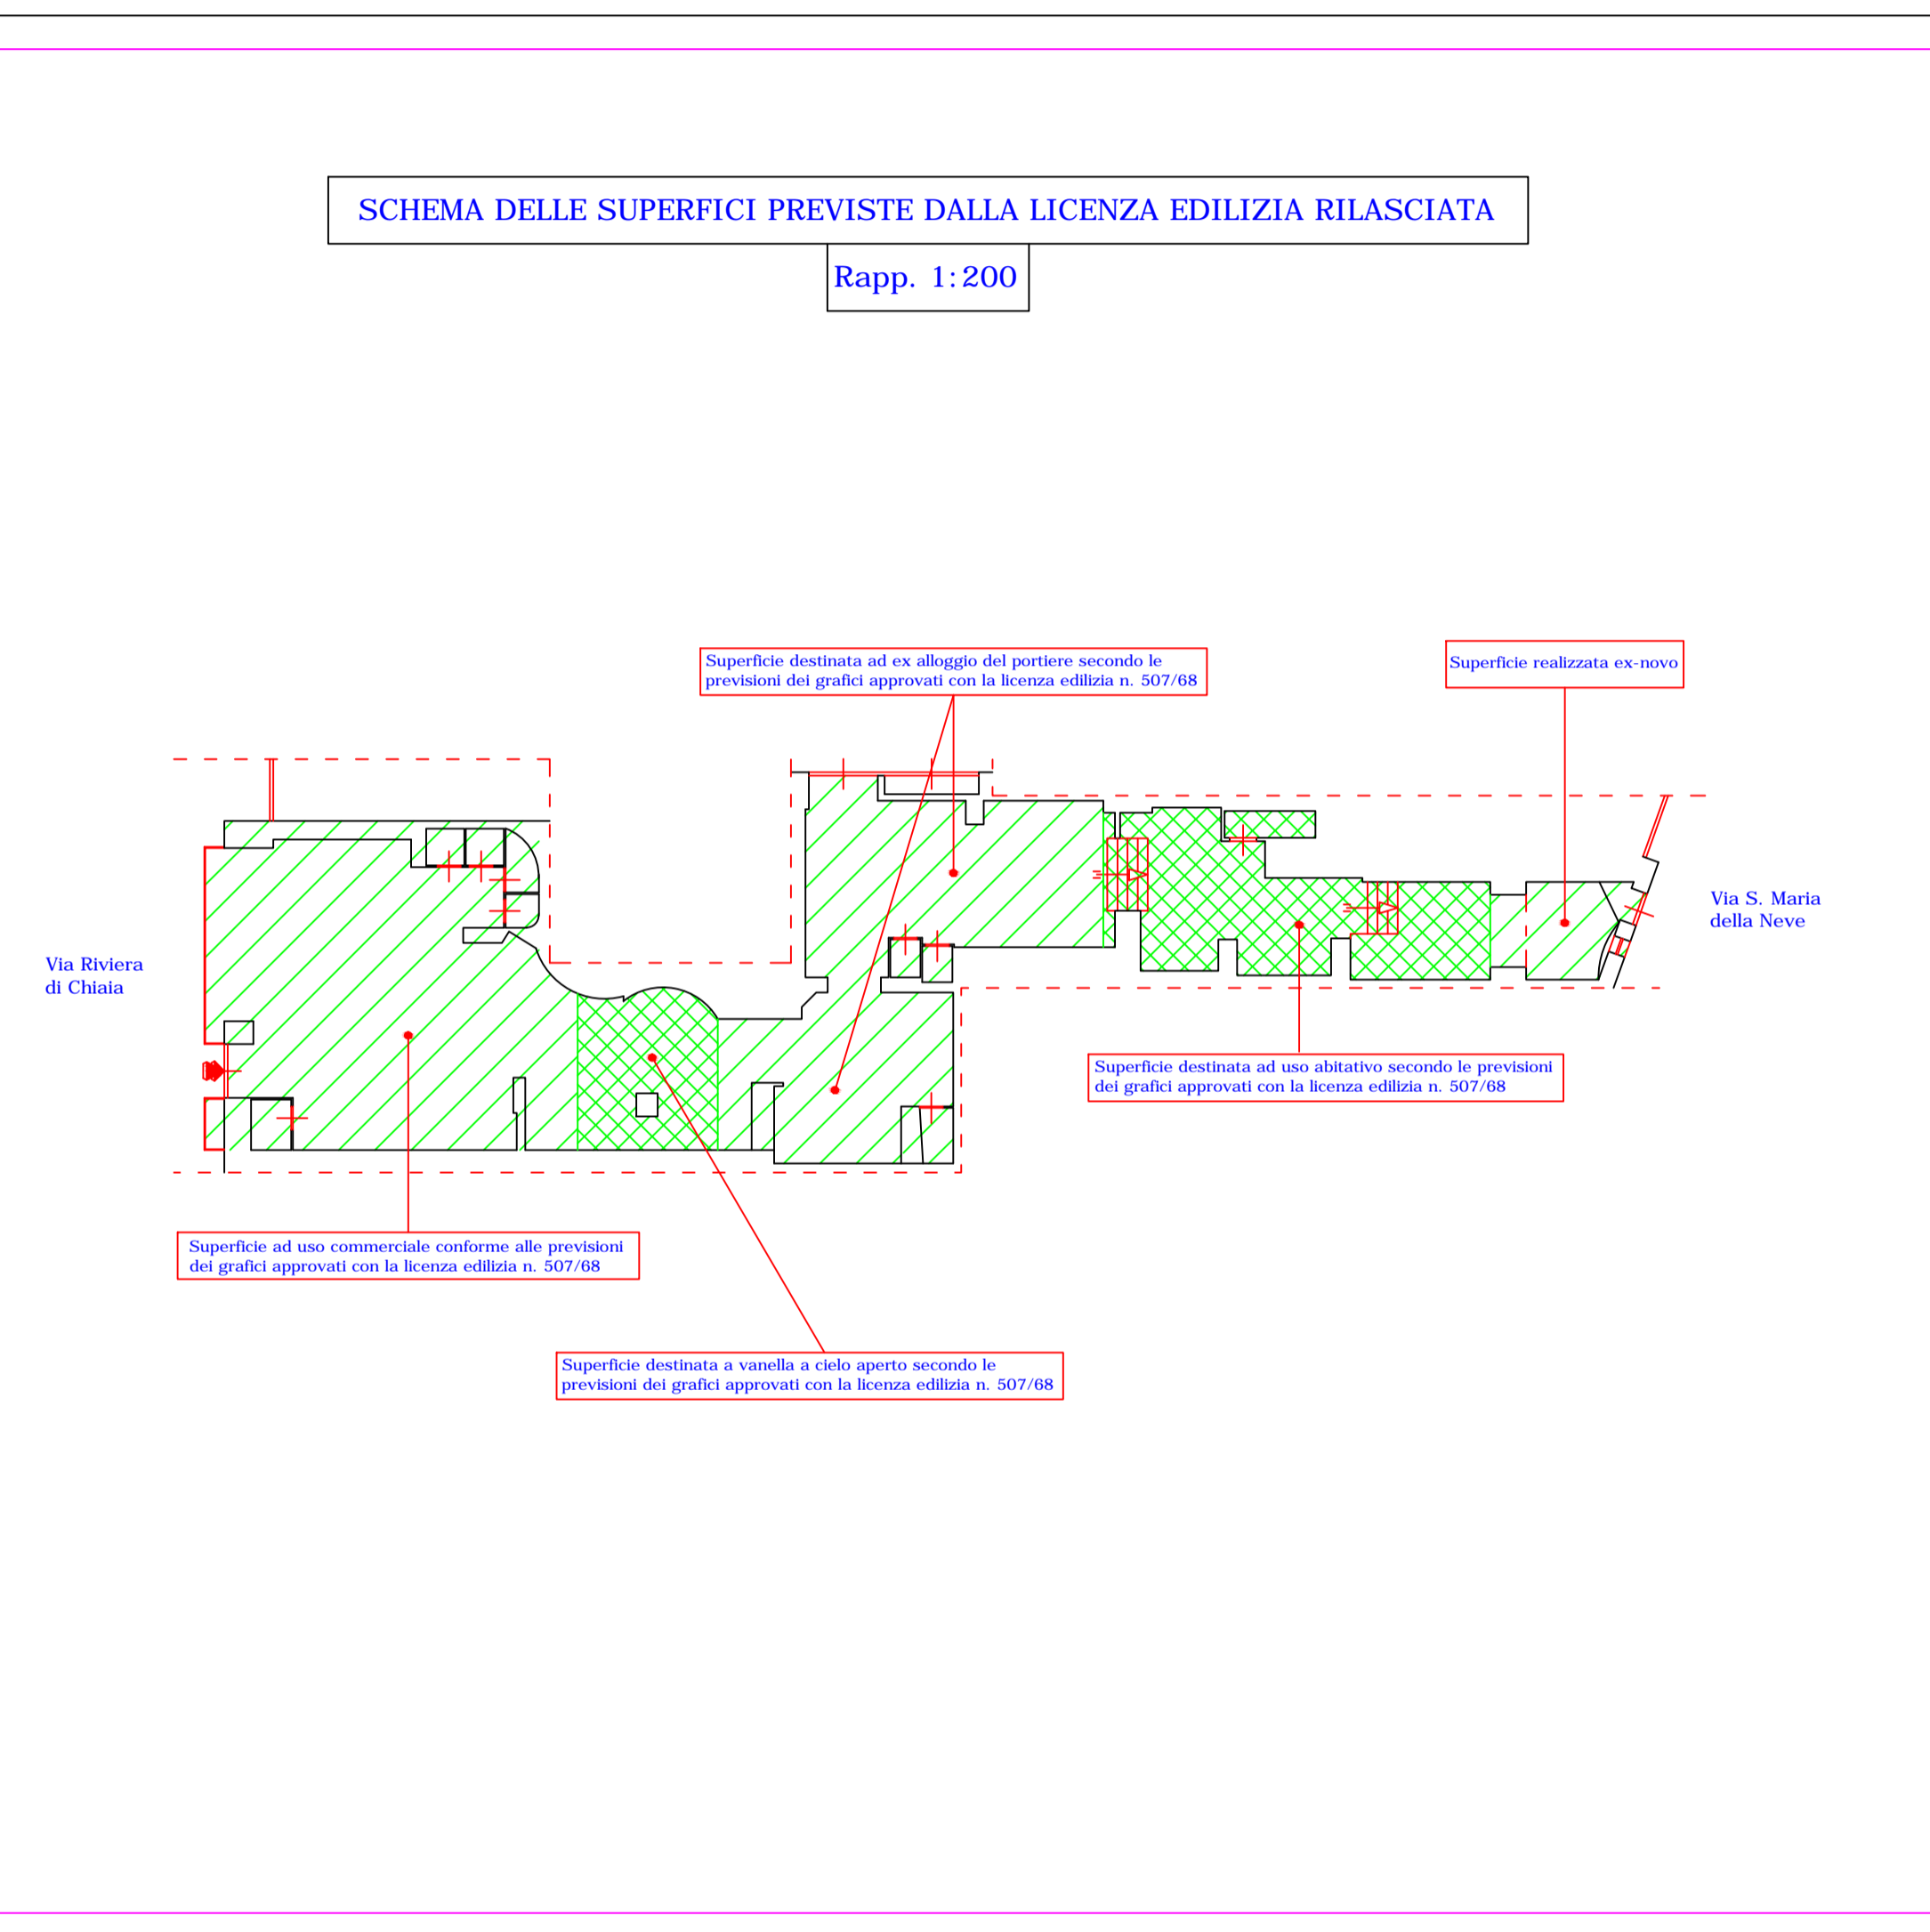 SCHEMA DELLE SUPERFICI PREVISTE DALLA LICENZA EDILIZIA RILASCIATA
Rapp. 1:200
Superficie destinata ad ex alloggio del portiere secondo le
previsioni dei grafici approvati con la licenza edilizia n. 507/68
Superficie realizzata ex-novo
Via S. Maria
della Neve
Via Riviera
di Chiaia
Superficie destinata ad uso abitativo secondo le previsioni
dei grafici approvati con la licenza edilizia n. 507/68
Superficie ad uso commerciale conforme alle previsioni
dei grafici approvati con la licenza edilizia n. 507/68
Superficie destinata a vanella a cielo aperto secondo le
previsioni dei grafici approvati con la licenza edilizia n. 507/68